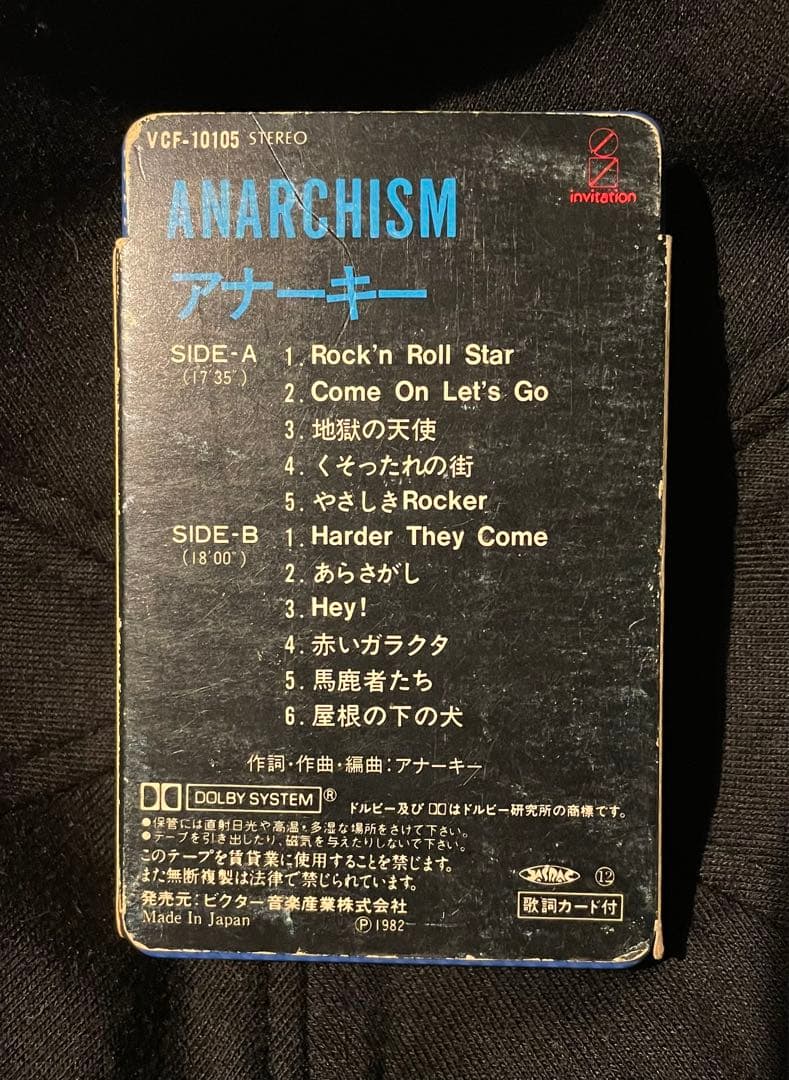 VCF-10105 STEREO
invitation
ANARCHISM
アナーキー
SIDE-A 1. Rock'n Roll Star
(17'35")
2. Come On Let's Go
3. 地獄の天使
4. くそったれの街
5. やさしきRocker
SIDE-B 1. Harder They Come
(18'00")
2. あらさがし
3. Hey!
4. 赤いガラクタ
5. 馬鹿者たち
6. 屋根の下の犬
作詞・作曲・編曲:アナーキー
DOLBY SYSTEM ® ドルビー及び はドルビー研究所の商標です。
●保管には直射日光や高温・多湿な場所をさけて下さい。
●テープを引き出したり、磁気を与えたりしないで下さい。
このテープを賃貸業に使用することを禁じます。
また無断複製は法律で禁じられています。
JASRAC ⑫
発売元:ビクター音楽産業株式会社
歌詞カード付
Made In Japan
Ⓟ1982